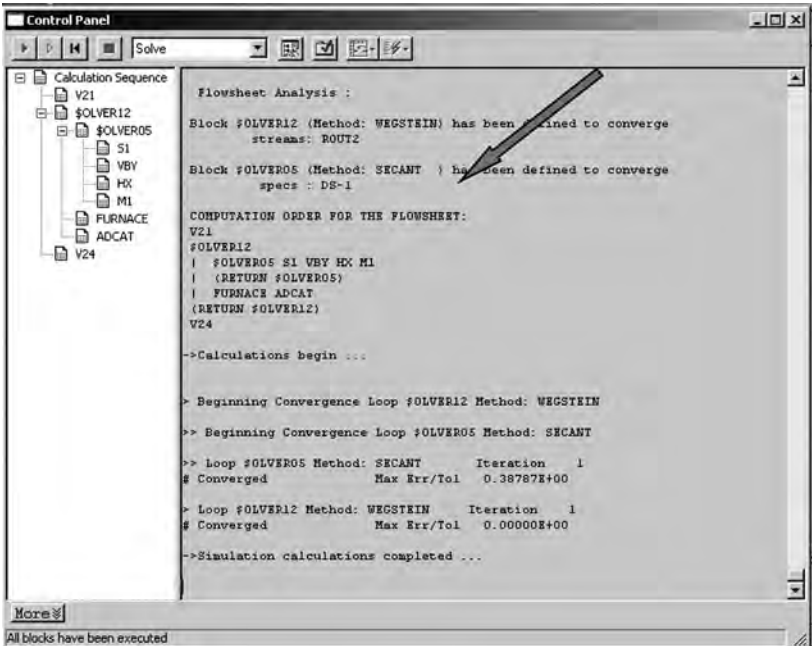 Control Panel
Solve
Calculation Sequence
V21
$OLVER12
$OLVER05
S1
VBY
HX
M1
FURNACE
ADCAT
V24
Flowsheet Analysis :
Block $OLVER12 (Method: WEGSTEIN) has been defined to converge
streams: ROUT2
Block $OLVER05 (Method: SECANT ) has been defined to converge
specs : DS-1
COMPUTATION ORDER FOR THE FLOWSHEET:
V21
$OLVER12
| $OLVER05 S1 VBY HX M1
| (RETURN $OLVER05)
| FURNACE ADCAT
(RETURN $OLVER12)
V24
->Calculations begin ...
> Beginning Convergence Loop $OLVER12 Method: WEGSTEIN
>> Beginning Convergence Loop $OLVER05 Method: SECANT
>> Loop $OLVER05 Method: SECANT Iteration 1
# Converged Max Err/Tol 0.38787E+00
> Loop $OLVER12 Method: WEGSTEIN Iteration 1
# Converged Max Err/Tol 0.00000E+00
->Simulation calculations completed ...
More
All blocks have been executed